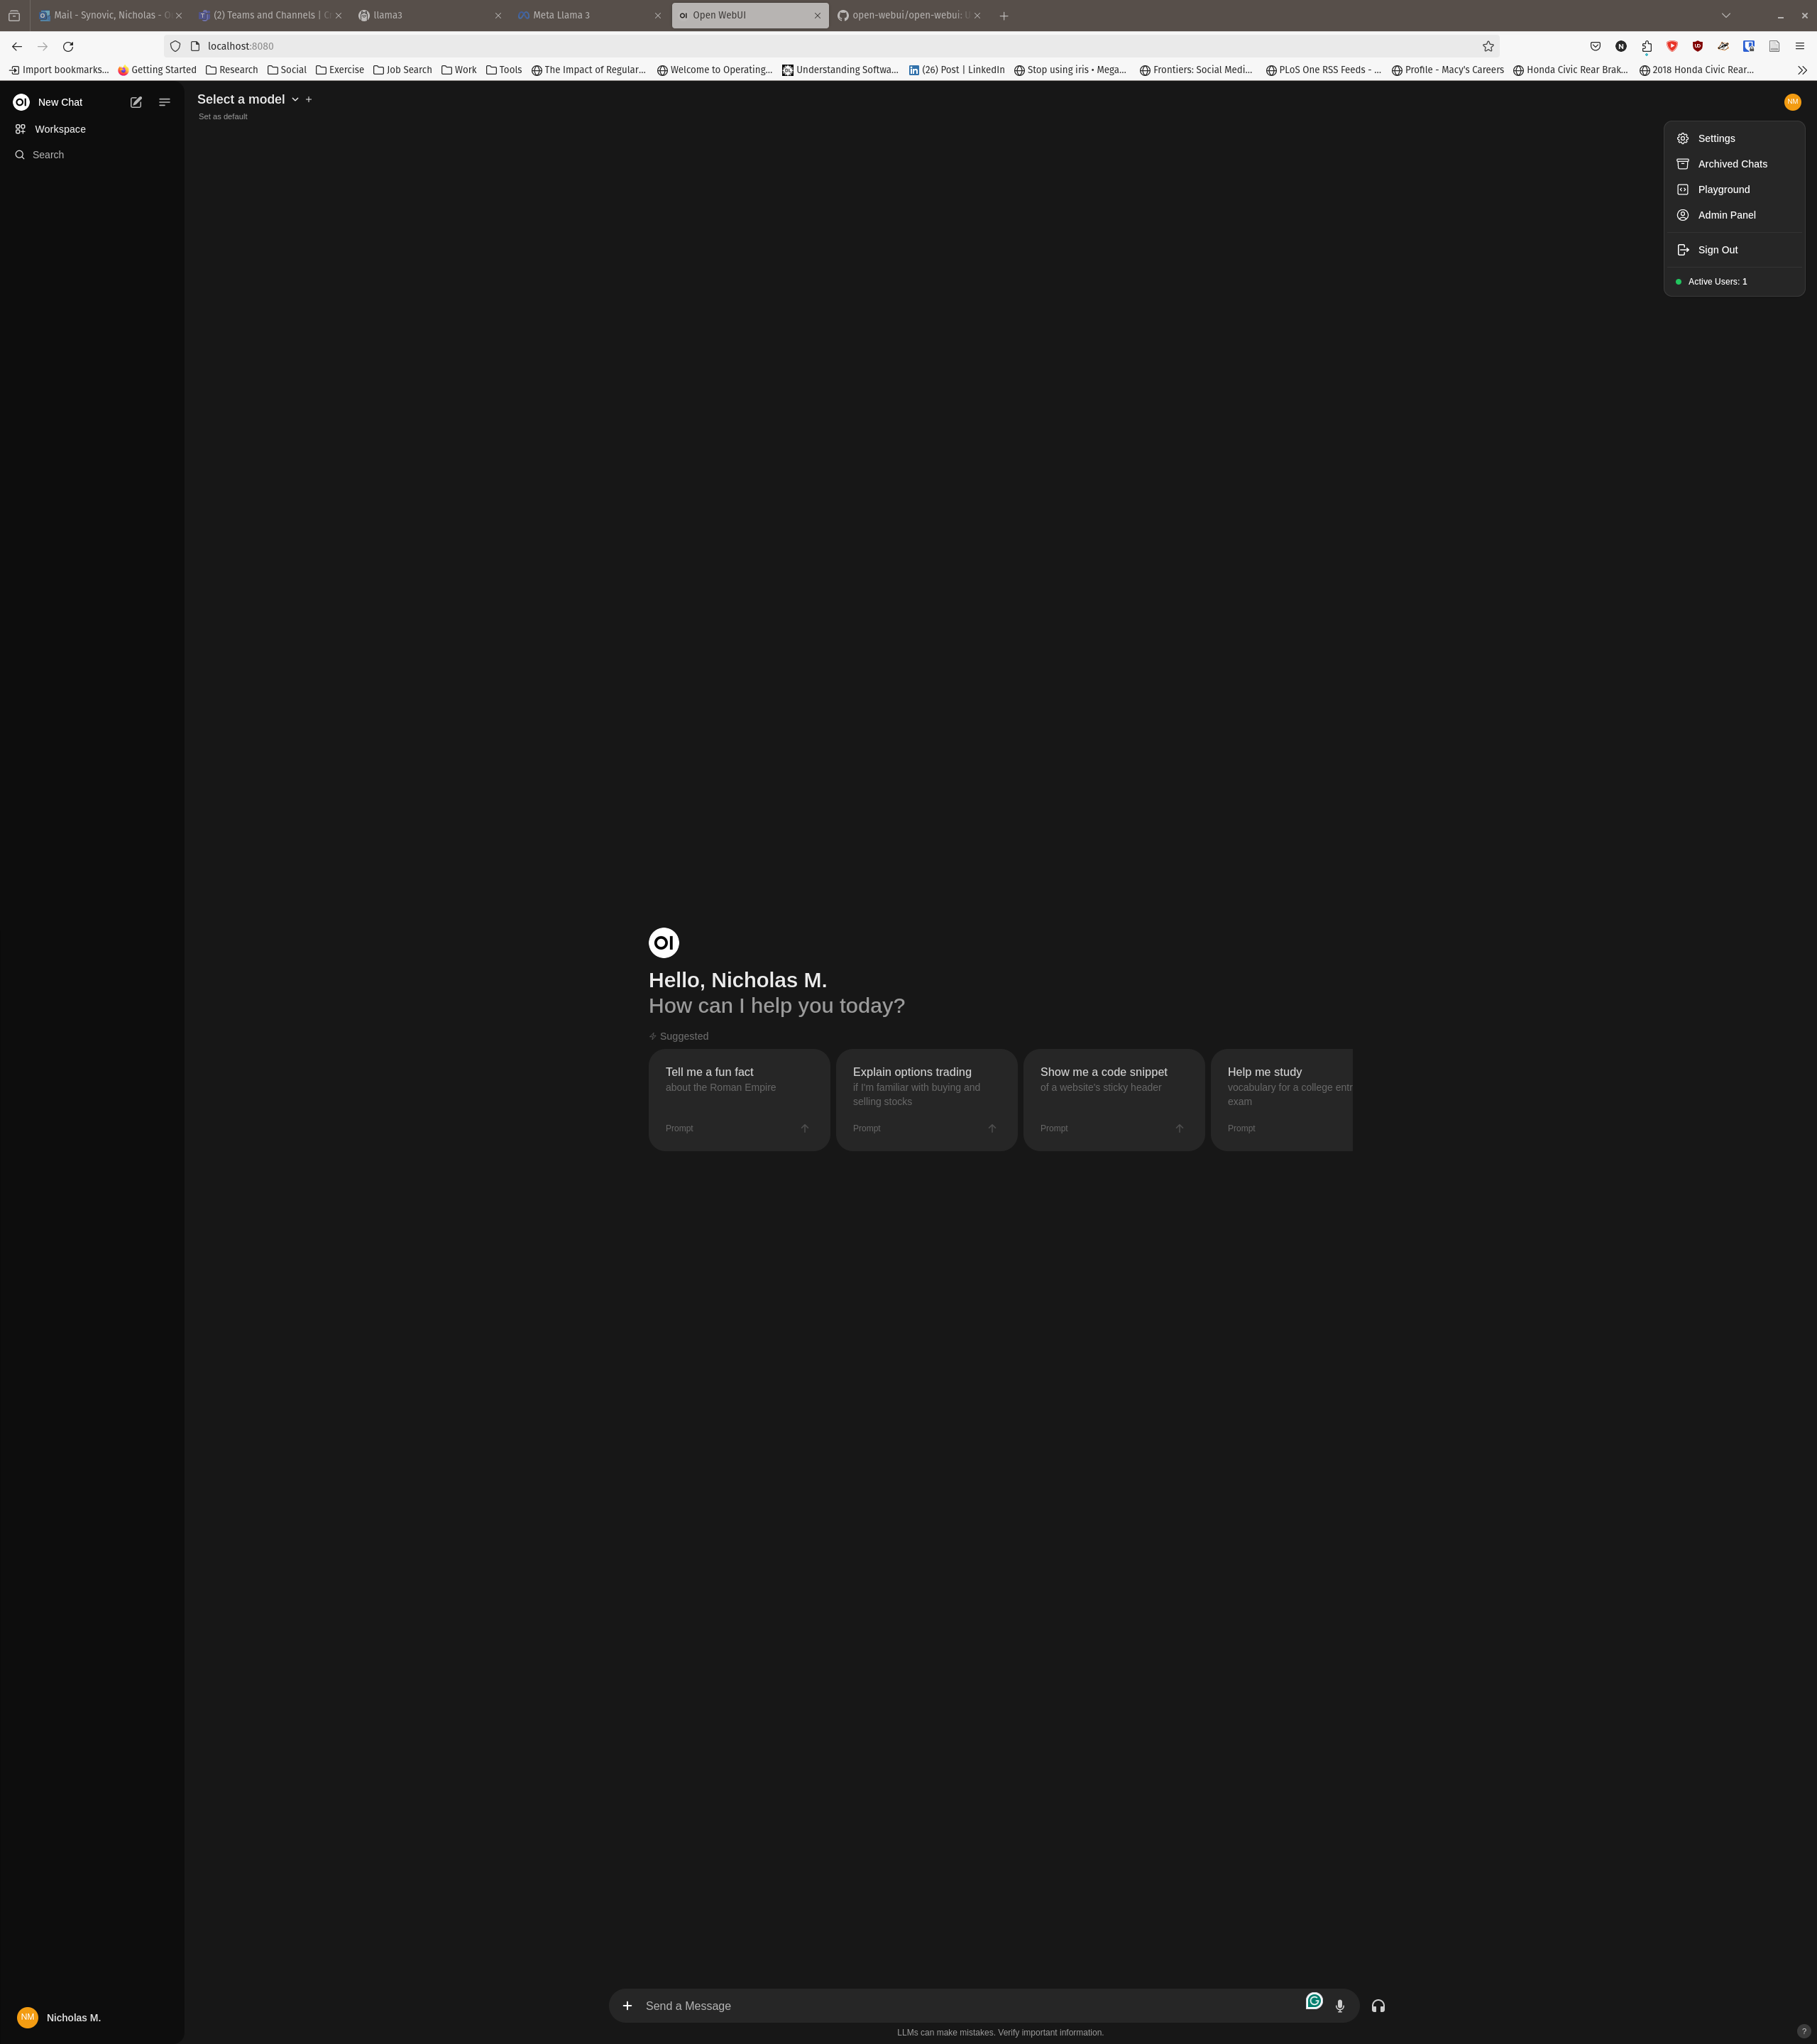 Mail - Synovic, Nicholas - O
(2) Teams and Channels | C
llama3
Meta Llama 3
OI Open WebUI
open-webui/open-webui: U
localhost:8080
Import bookmarks...
Getting Started
Research
Social
Exercise
Job Search
Work
Tools
The Impact of Regular...
Welcome to Operating...
Understanding Softwa...
(26) Post | LinkedIn
Stop using iris • Mega...
Frontiers: Social Medi...
PLoS One RSS Feeds - ...
Profile - Macy's Careers
Honda Civic Rear Brak...
2018 Honda Civic Rear...
OI New Chat
Workspace
Search
Select a model
Set as default
NM
Settings
Archived Chats
Playground
Admin Panel
Sign Out
Active Users: 1
OI
Hello, Nicholas M.
How can I help you today?
Suggested
Tell me a fun fact
about the Roman Empire
Prompt
Explain options trading
if I'm familiar with buying and
selling stocks
Prompt
Show me a code snippet
of a website's sticky header
Prompt
Help me study
vocabulary for a college entr
exam
Prompt
NM Nicholas M.
Send a Message
LLMs can make mistakes. Verify important information.
?